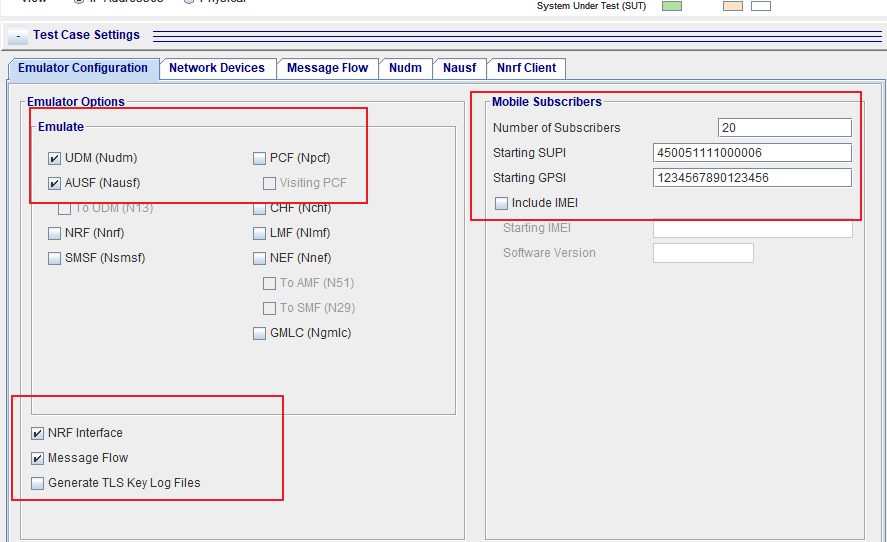 View IP Addresses Physical
System Under Test (SUT)
- Test Case Settings
Emulator Configuration Network Devices Message Flow Nudm Nausf Nnrf Client
Emulator Options
Emulate
UDM (Nudm) PCF (Npcf)
AUSF (Nausf) Visiting PCF
To UDM (N13) CHF (Nchf)
NRF (Nnrf) LMF (Nlmf)
SMSF (Nsmsf) NEF (Nnef)
To AMF (N51)
To SMF (N29)
GMLC (Ngmlc)
NRF Interface
Message Flow
Generate TLS Key Log Files
Mobile Subscribers
Number of Subscribers 20
Starting SUPI 450051111000006
Starting GPSI 1234567890123456
Include IMEI
Starting IMEI
Software Version